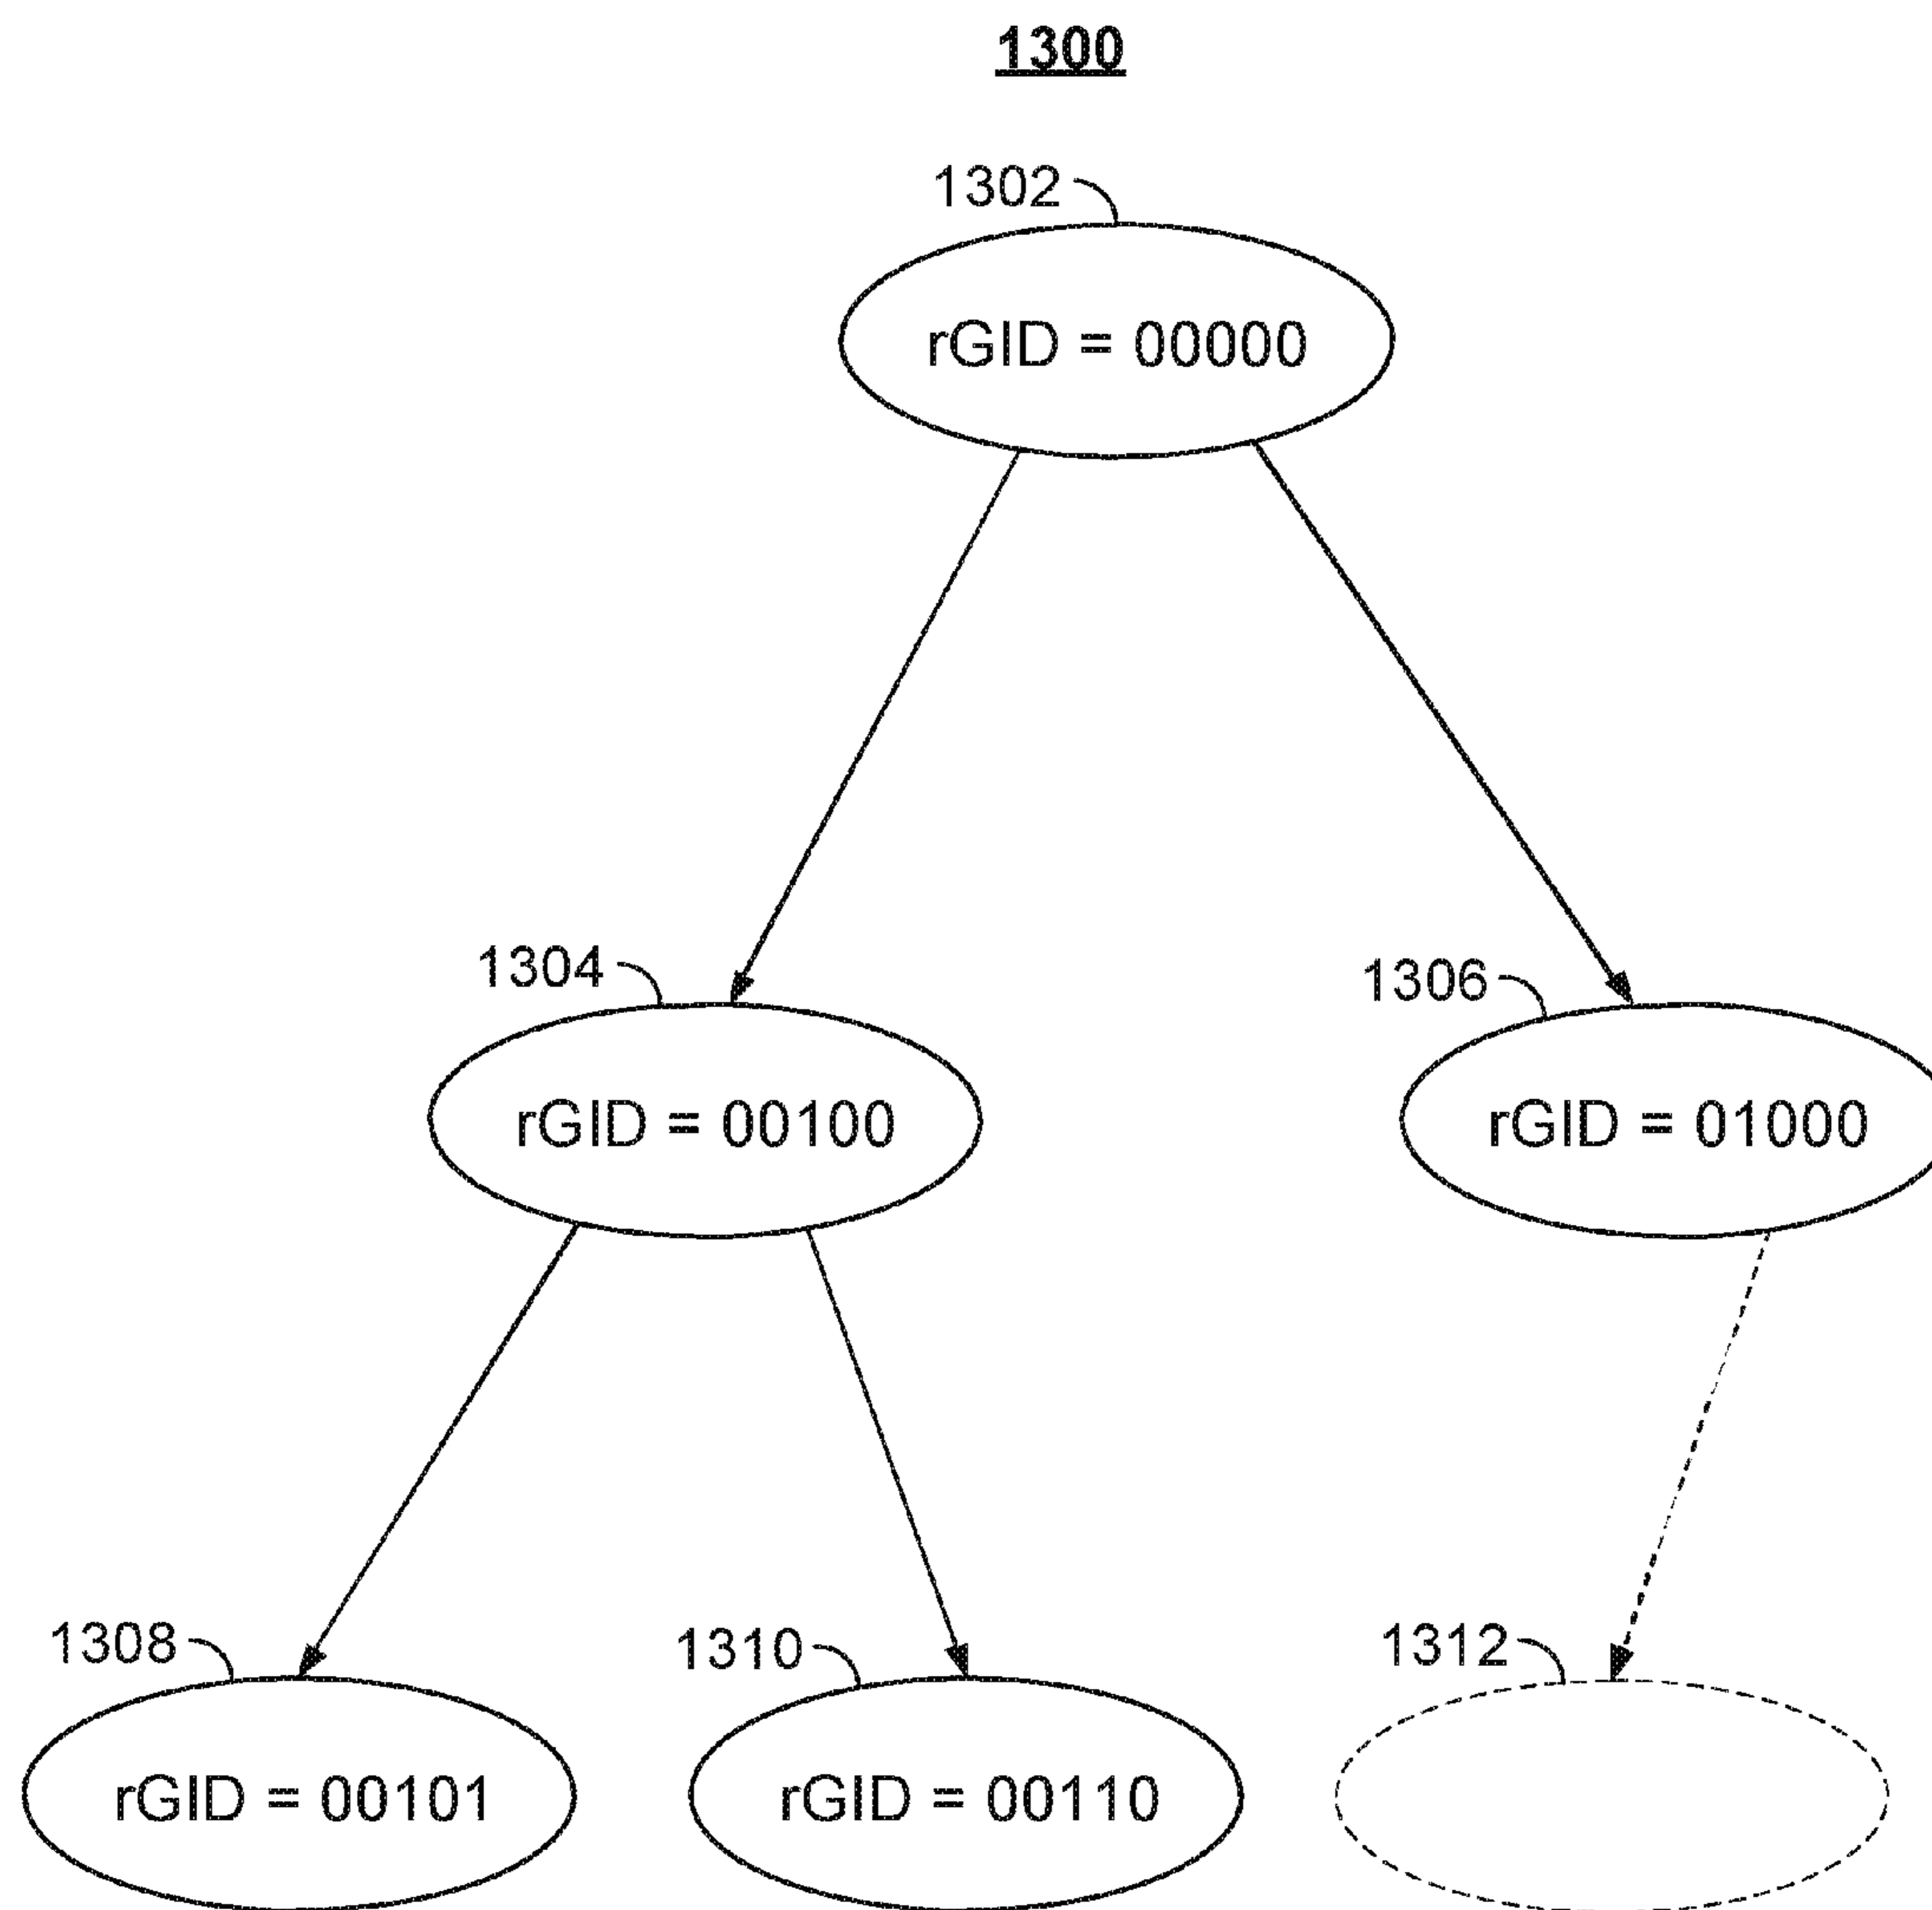 1300
1302
rGID = 00000
1304
1306
rGID = 00100
rGID = 01000
1308
1310
1312
rGID = 00101
rGID = 00110